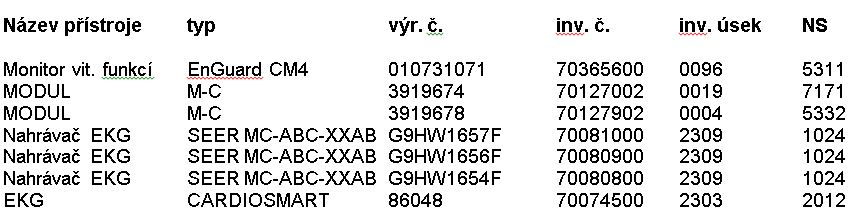 Název přístroje typ výr. č. inv. č. inv. úsek NS
Monitor vit. funkcí EnGuard CM4 010731071 70365600 0096 5311
MODUL M-C 3919674 70127002 0019 7171
MODUL M-C 3919678 70127902 0004 5332
Nahrávač EKG SEER MC-ABC-XXAB G9HW1657F 70081000 2309 1024
Nahrávač EKG SEER MC-ABC-XXAB G9HW1656F 70080900 2309 1024
Nahrávač EKG SEER MC-ABC-XXAB G9HW1654F 70080800 2309 1024
EKG CARDIOSMART 86048 70074500 2303 2012